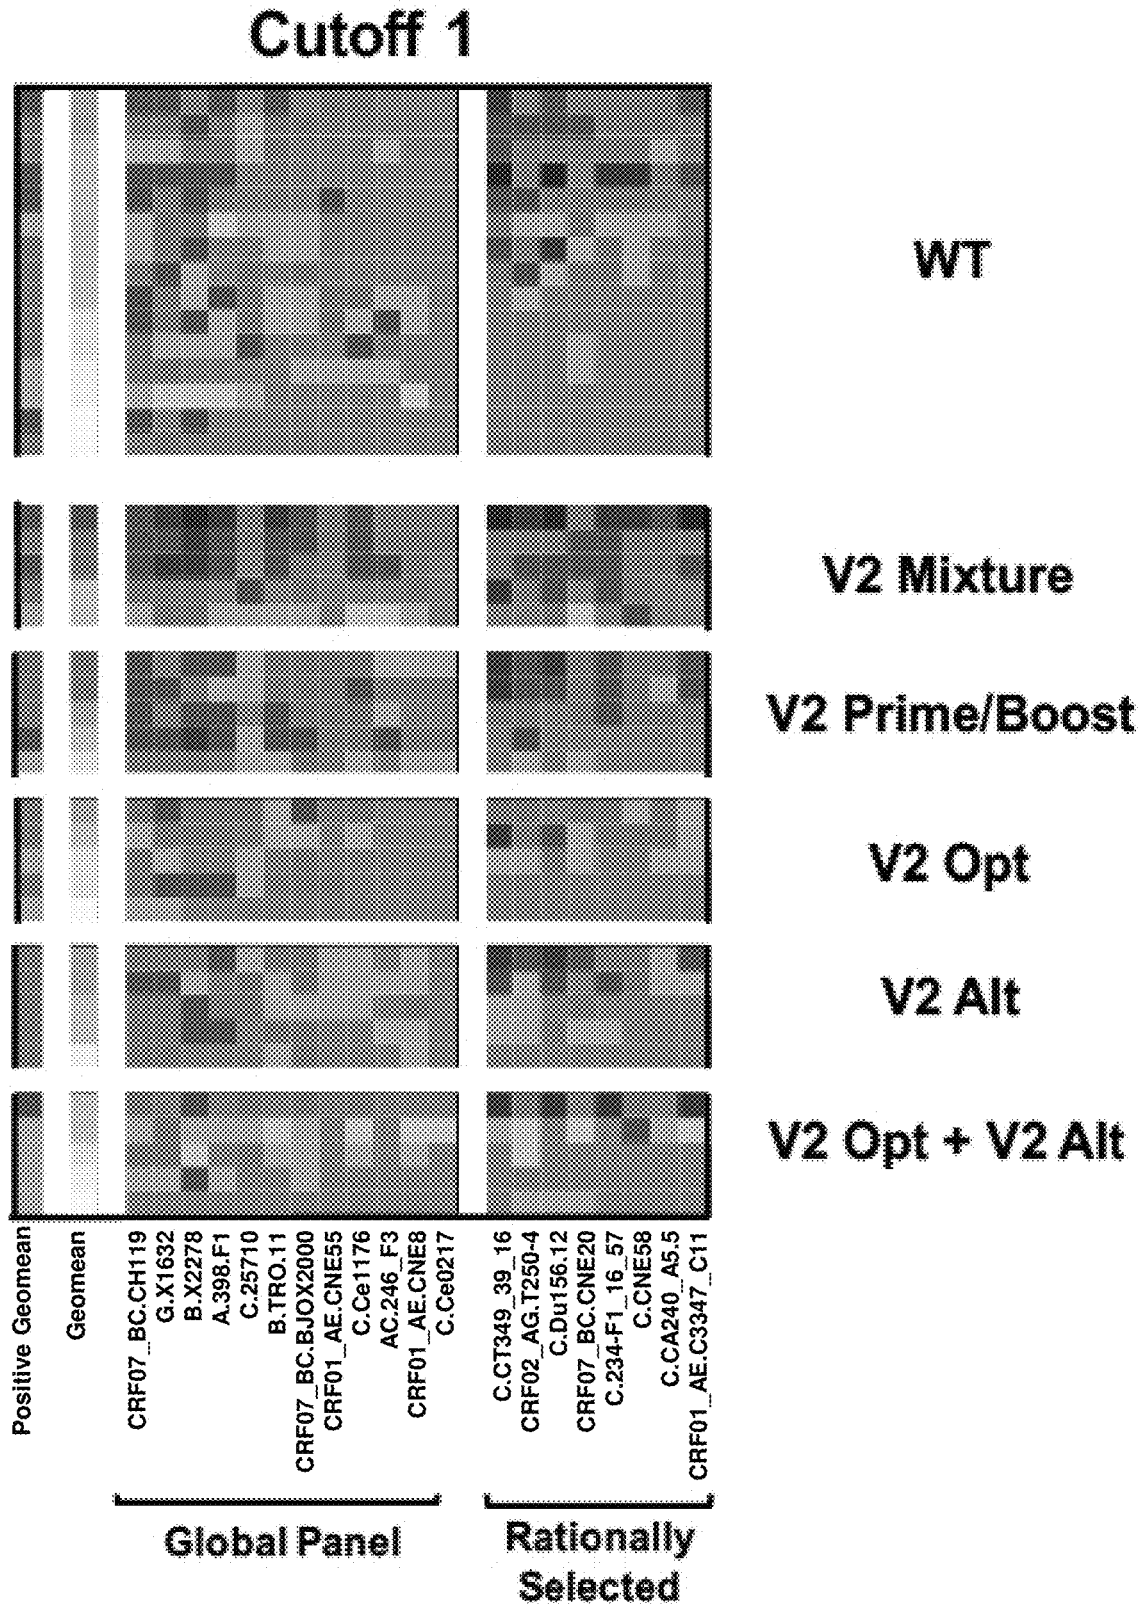 Cutoff 1
WT
V2 Mixture
V2 Prime/Boost
V2 Opt
V2 Alt
V2 Opt + V2 Alt
Positive Geomean
Geomean
CRF07_BC.CH119
G.X1632
B.X2278
A.398.F1
C.25710
B.TRO.11
CRF07_BC.BJOX2000
CRF01_AE.CNE55
C.Ce1176
AC.246_F3
CRF01_AE.CNE8
C.Ce0217
C.CT349_39_16
CRF02_AG.T250-4
C.Du156.12
CRF07_BC.CNE20
C.234-F1_16_57
C.CNE58
C.CA240_A5.5
CRF01_AE.C3347_C11
Global Panel
Rationally
Selected